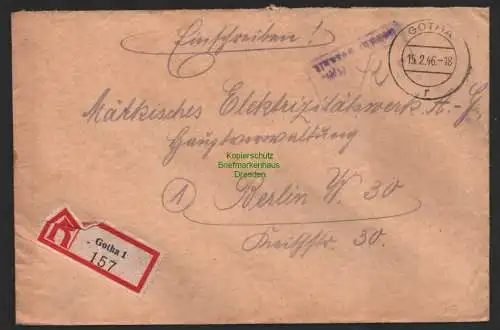 Einschreiben!
GOTHA
15.2.46.-18
r
Märkisches Elektrizitätswerk A.-G.
Hauptverwaltung
Kopierschutz
Briefmarkenhaus
Dresden
1 Berlin W. 30
30.
R Gotha 1
157